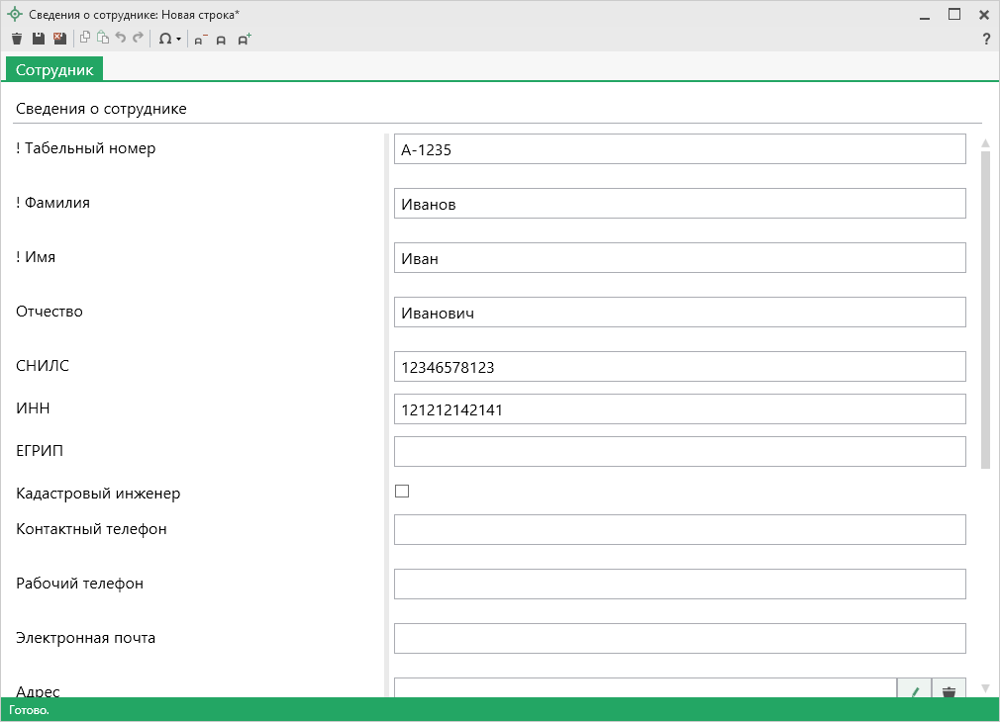 Сведения о сотруднике: Новая строка*
Сотрудник
Сведения о сотруднике
! Табельный номер
А-1235
! Фамилия
Иванов
! Имя
Иван
Отчество
Иванович
СНИЛС
12346578123
ИНН
121212142141
ЕГРИП
Кадастровый инженер
Контактный телефон
Рабочий телефон
Электронная почта
Адрес
Готово.